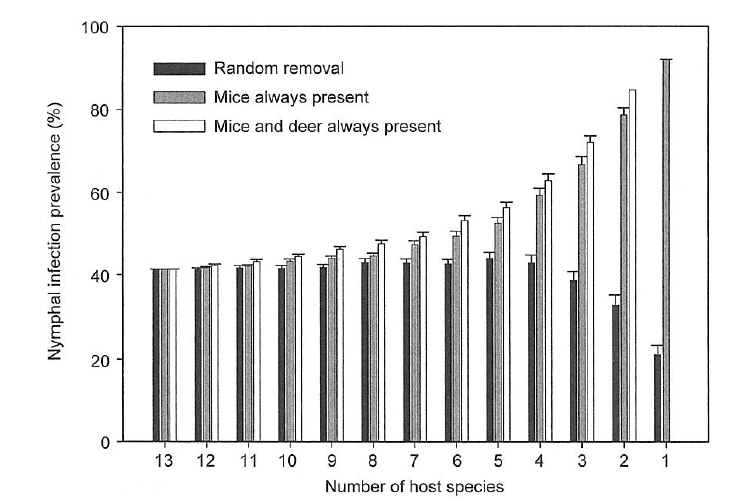 100
80
60
40
20
0
Nymphal infection prevalence (%)
Random removal
Mice always present
Mice and deer always present
13 12 11 10 9 8 7 6 5 4 3 2 1
Number of host species